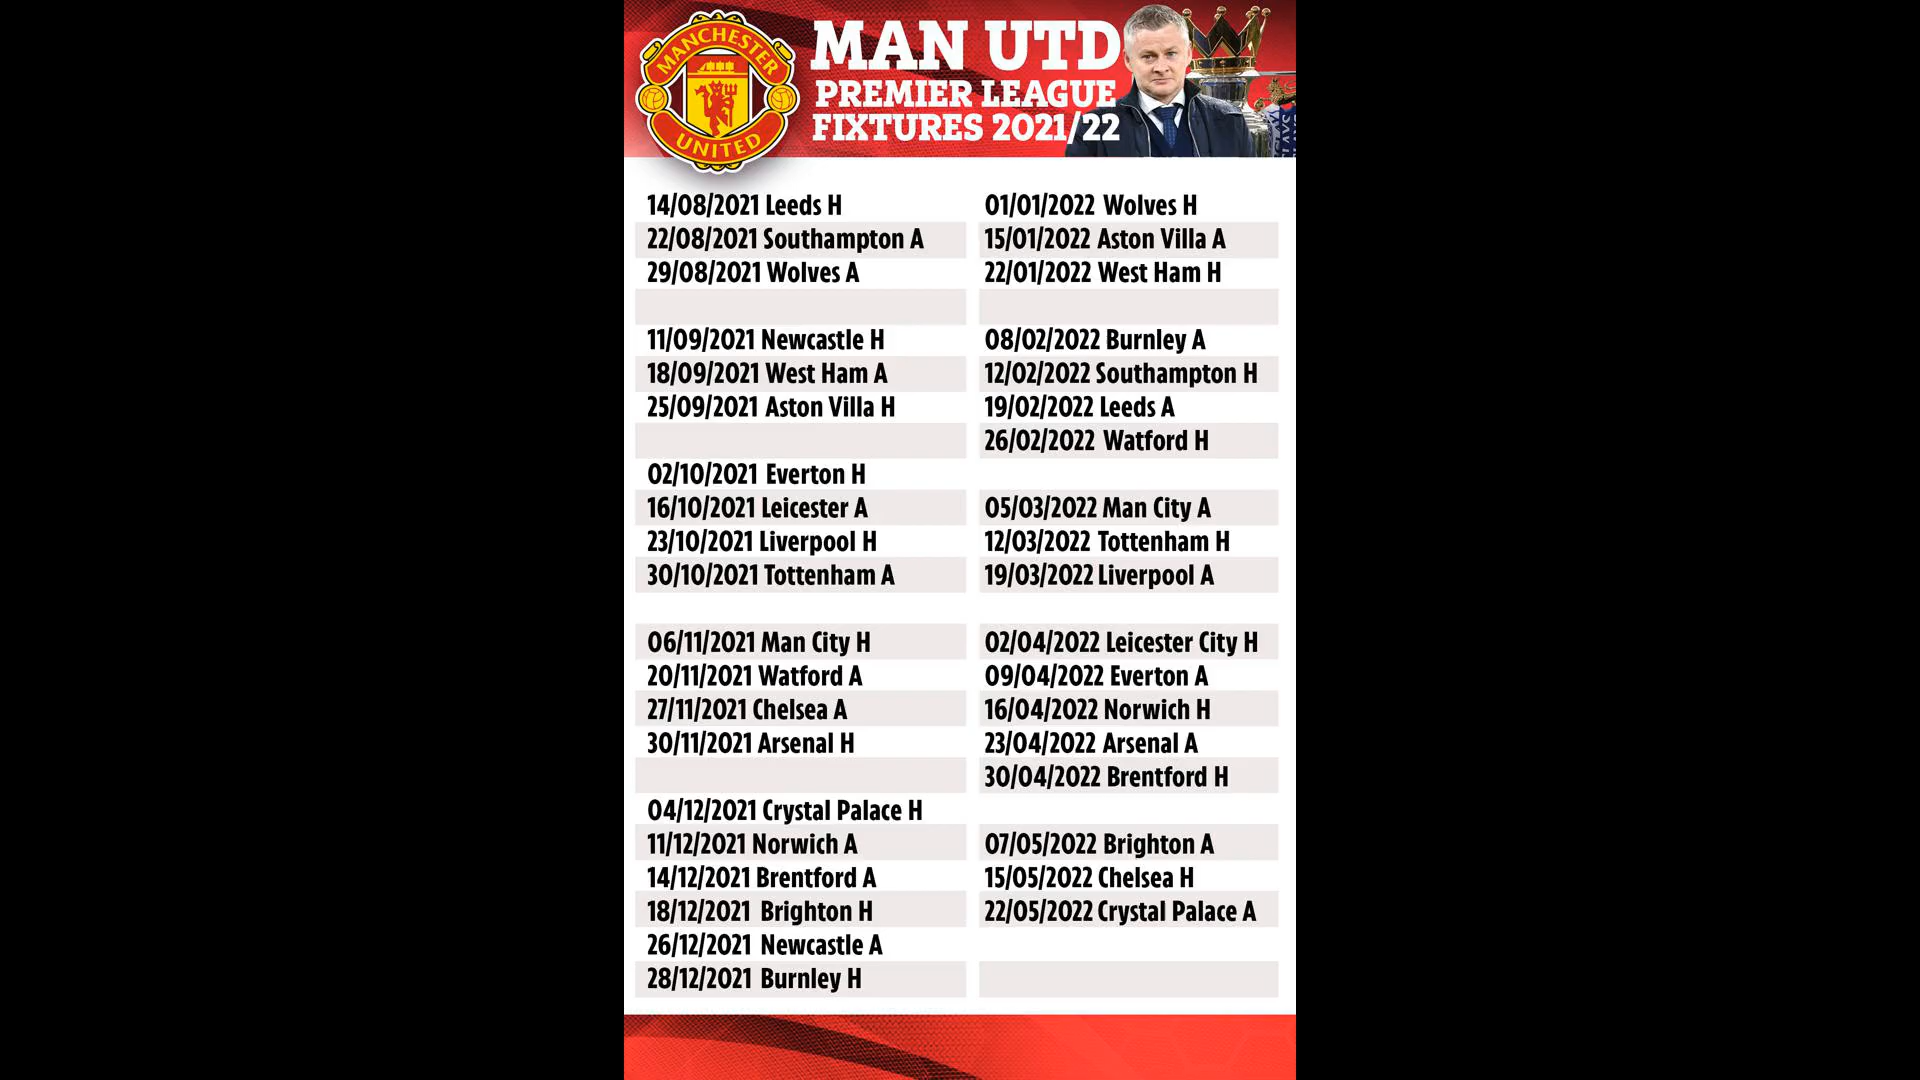 MANCHESTER
UNITED
MAN UTD
PREMIER LEAGUE
FIXTURES 2021/22
14/08/2021 Leeds H
22/08/2021 Southampton A
29/08/2021 Wolves A
11/09/2021 Newcastle H
18/09/2021 West Ham A
25/09/2021 Aston Villa H
02/10/2021 Everton H
16/10/2021 Leicester A
23/10/2021 Liverpool H
30/10/2021 Tottenham A
06/11/2021 Man City H
20/11/2021 Watford A
27/11/2021 Chelsea A
30/11/2021 Arsenal H
04/12/2021 Crystal Palace H
11/12/2021 Norwich A
14/12/2021 Brentford A
18/12/2021 Brighton H
26/12/2021 Newcastle A
28/12/2021 Burnley H
01/01/2022 Wolves H
15/01/2022 Aston Villa A
22/01/2022 West Ham H
08/02/2022 Burnley A
12/02/2022 Southampton H
19/02/2022 Leeds A
26/02/2022 Watford H
05/03/2022 Man City A
12/03/2022 Tottenham H
19/03/2022 Liverpool A
02/04/2022 Leicester City H
09/04/2022 Everton A
16/04/2022 Norwich H
23/04/2022 Arsenal A
30/04/2022 Brentford H
07/05/2022 Brighton A
15/05/2022 Chelsea H
22/05/2022 Crystal Palace A